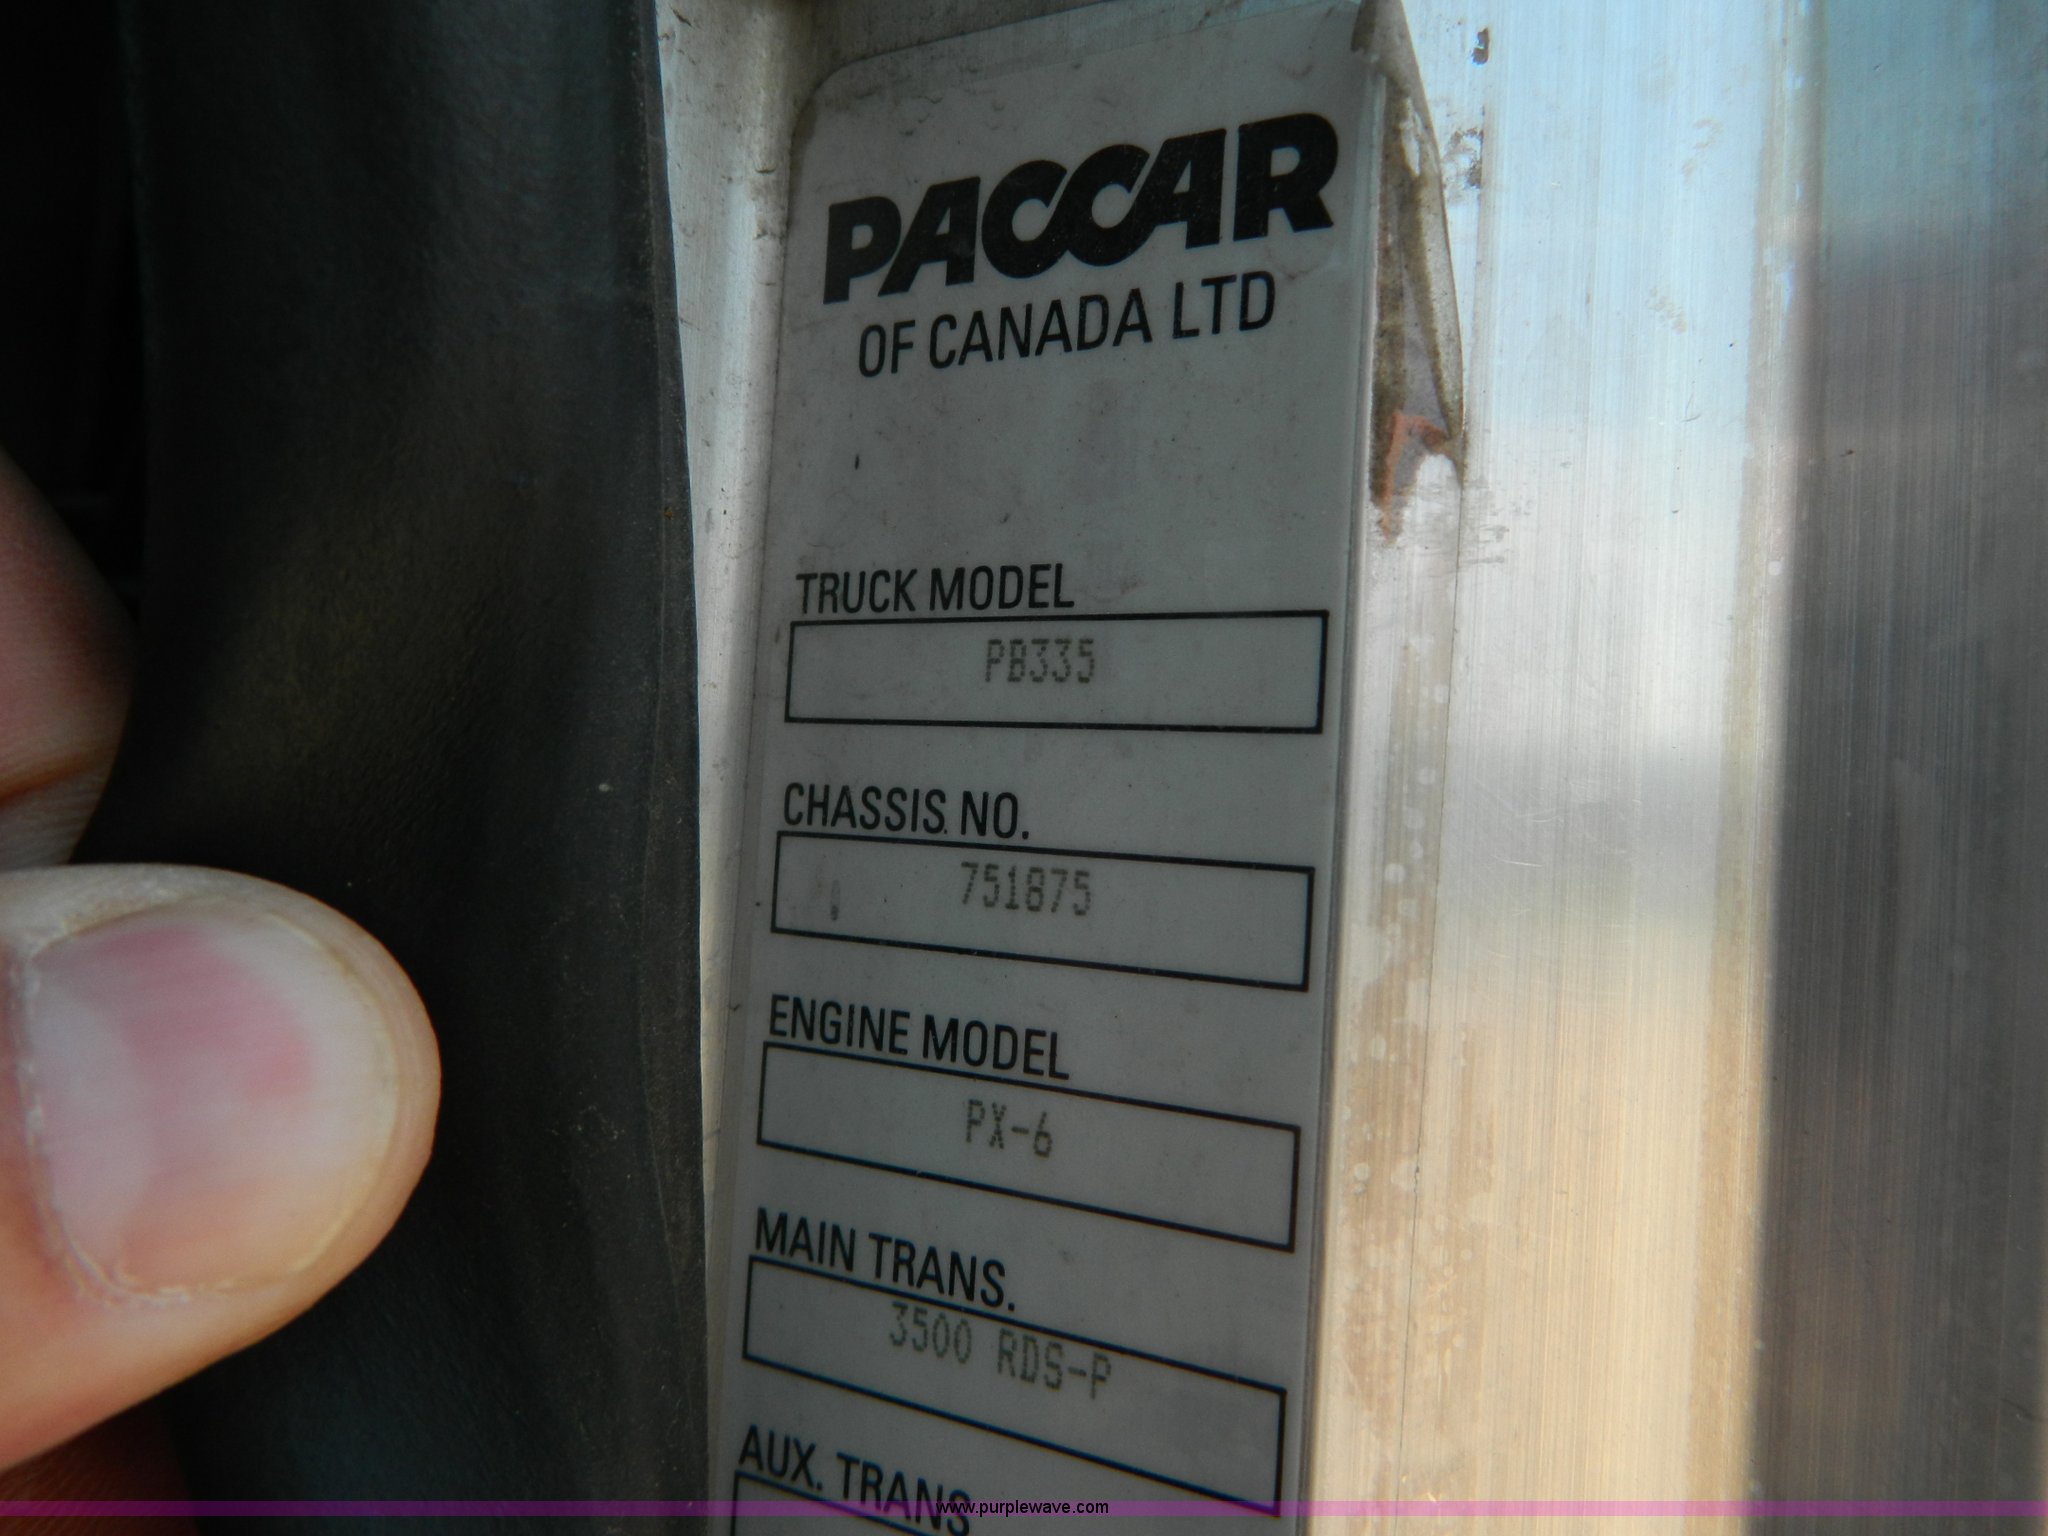 PACCAR
OF CANADA LTD
TRUCK MODEL
PB335
CHASSIS NO.
751875
ENGINE MODEL
PX-6
MAIN TRANS.
3500 RDS-P
AUX. TRANS
www.purplewave.com